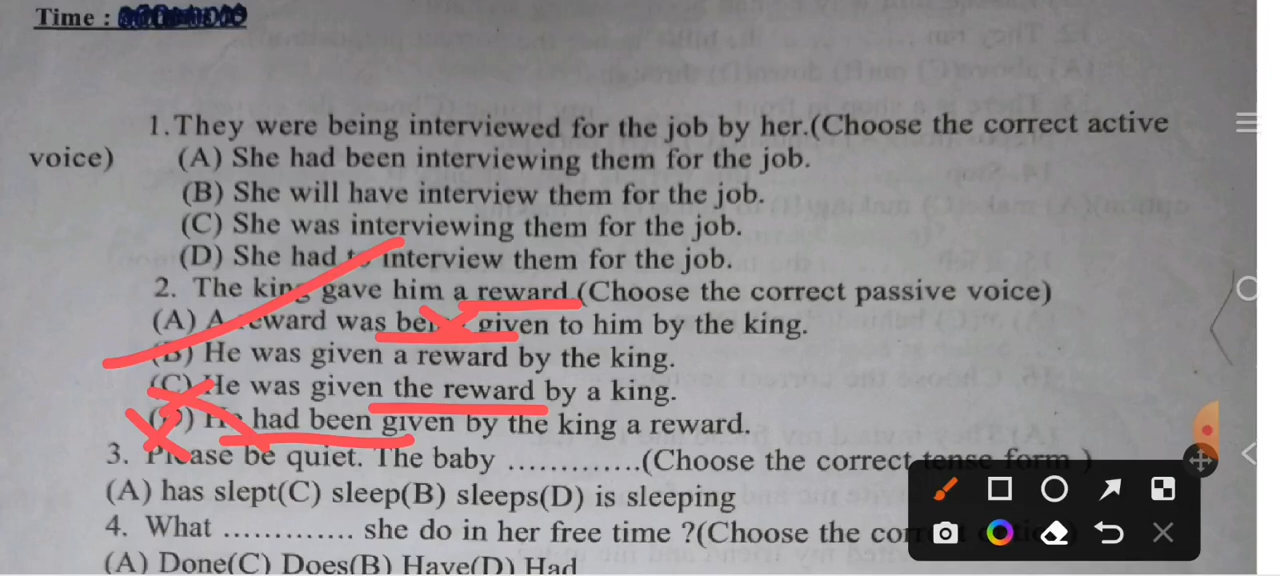 Time :
1.They were being interviewed for the job by her.(Choose the correct active
voice) (A) She had been interviewing them for the job.
(B) She will have interview them for the job.
(C) She was interviewing them for the job.
(D) She had to interview them for the job.
2. The king gave him a reward (Choose the correct passive voice)
(A) A reward was being given to him by the king.
(B) He was given a reward by the king.
(C) He was given the reward by a king.
(D) He had been given by the king a reward.
3. Please be quiet. The baby .............(Choose the correct tense form )
(A) has slept(C) sleep(B) sleeps(D) is sleeping
4. What ............. she do in her free time ?(Choose the
(A) Done(C) Does(B) Have(D) Had